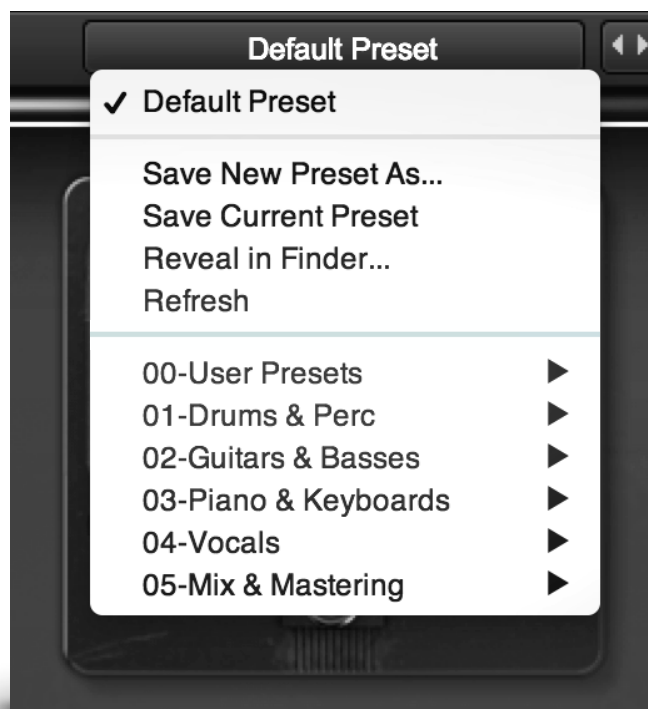 Default Preset
✓ Default Preset
Save New Preset As...
Save Current Preset
Reveal in Finder...
Refresh
00-User Presets
01-Drums & Perc
02-Guitars & Basses
03-Piano & Keyboards
04-Vocals
05-Mix & Mastering